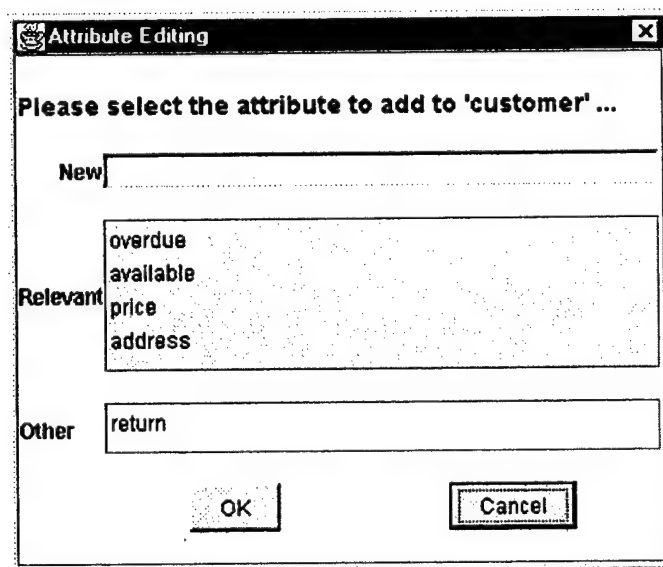 Attribute Editing
Please select the attribute to add to 'customer' ...
New
Relevant
overdue
available
price
address
Other
return
OK
Cancel